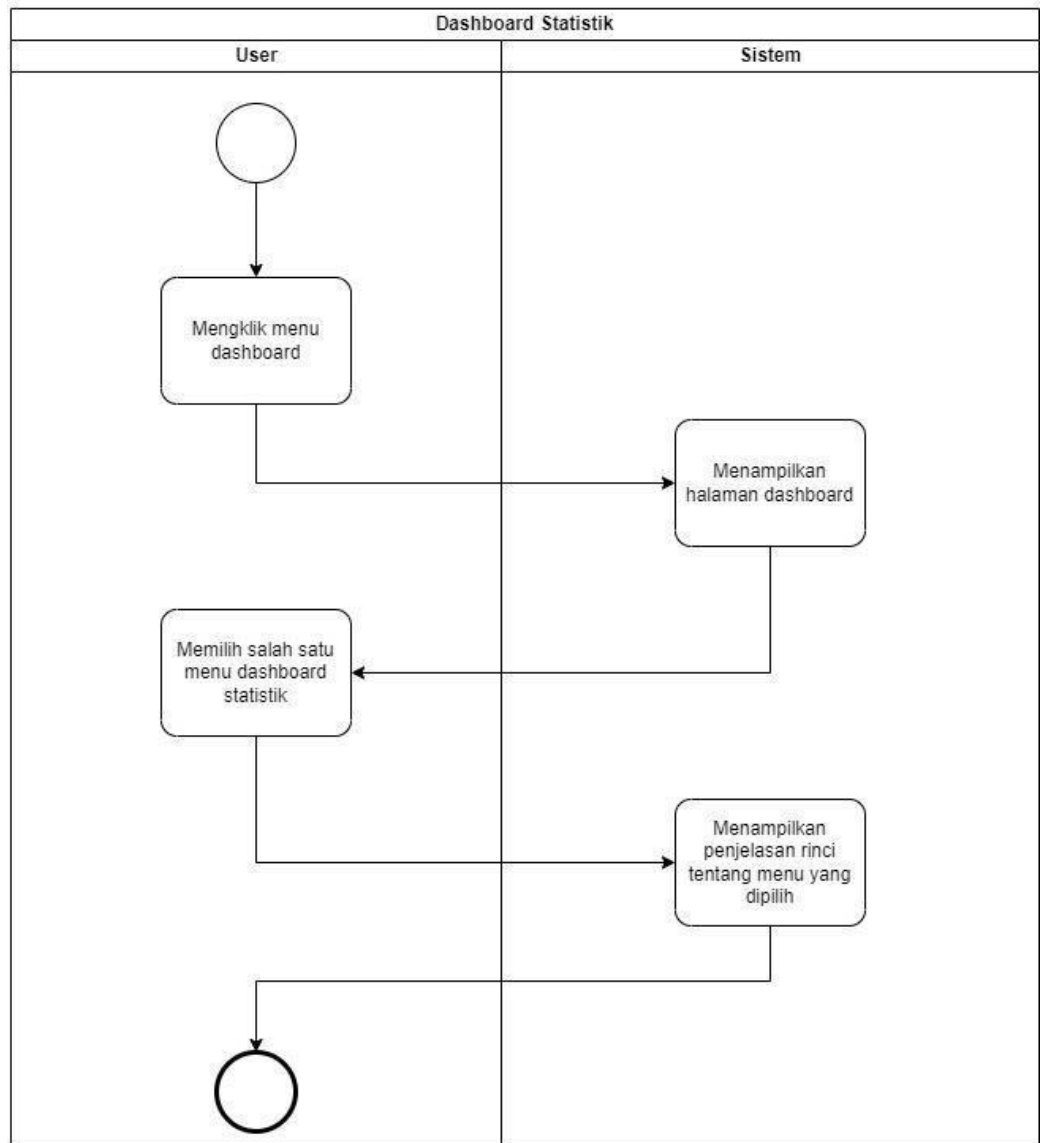 Dashboard Statistik
User
Sistem
Mengklik menu
dashboard
Menampilkan
halaman dashboard
Memilih salah satu
menu dashboard
statistik
Menampilkan
penjelasan rinci
tentang menu yang
dipilih